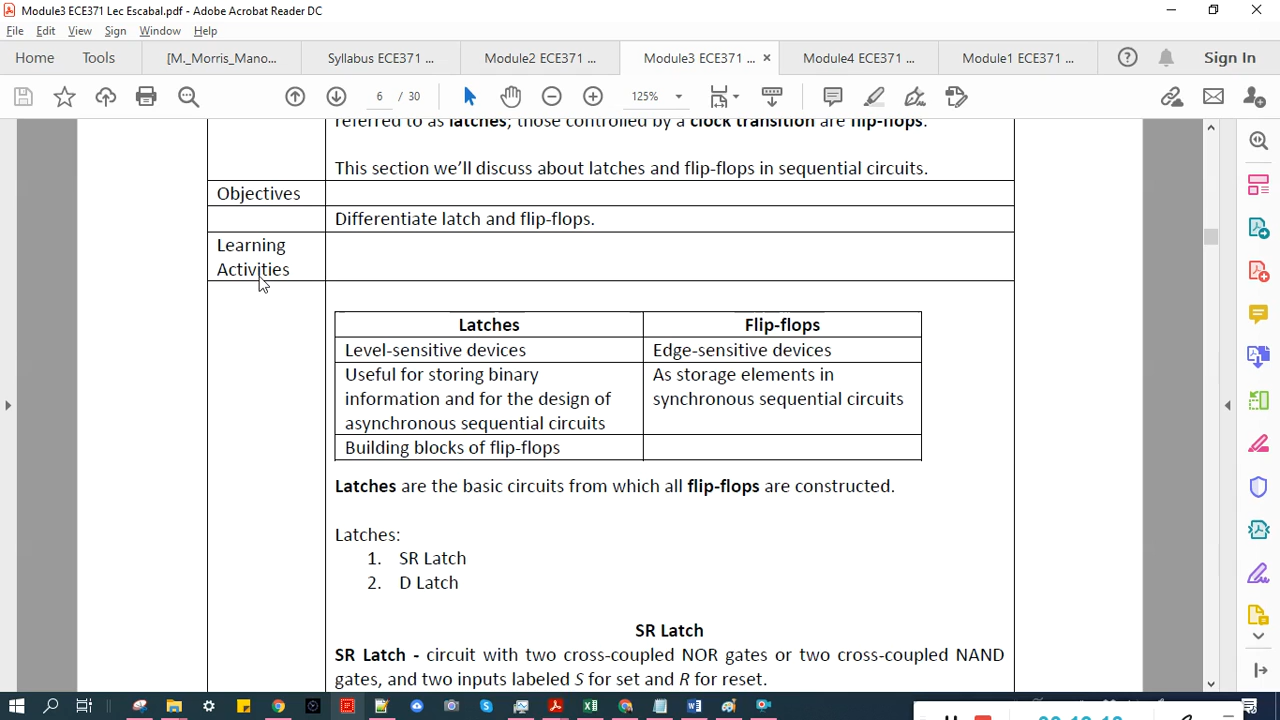 Module3 ECE371 Lec Escabal.pdf - Adobe Acrobat Reader DC
File Edit View Sign Window Help
Home Tools [M._Morris_Mano... Syllabus ECE371 ... Module2 ECE371 ... Module3 ECE371 ... Module4 ECE371 ... Module1 ECE371 ... Sign In
6 / 30 125%
referred to as latches; those controlled by a clock transition are flip-flops.
This section we'll discuss about latches and flip-flops in sequential circuits.
Objectives
Differentiate latch and flip-flops.
Learning
Activities
Latches Flip-flops
Level-sensitive devices Edge-sensitive devices
Useful for storing binary As storage elements in
information and for the design of synchronous sequential circuits
asynchronous sequential circuits
Building blocks of flip-flops
Latches are the basic circuits from which all flip-flops are constructed.
Latches:
1. SR Latch
2. D Latch
SR Latch
SR Latch - circuit with two cross-coupled NOR gates or two cross-coupled NAND
gates, and two inputs labeled S for set and R for reset.